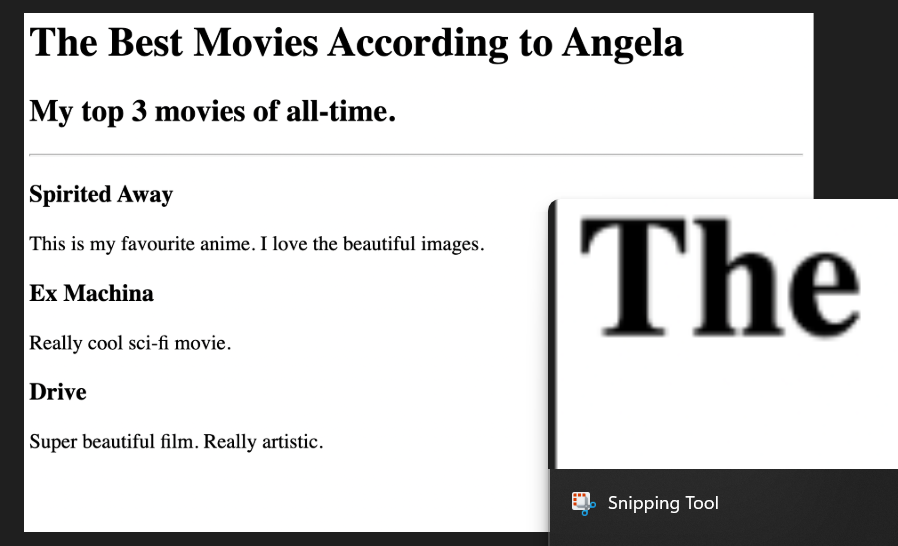 The Best Movies According to Angela
My top 3 movies of all-time.
Spirited Away
This is my favourite anime. I love the beautiful images.
Ex Machina
Really cool sci-fi movie.
Drive
Super beautiful film. Really artistic.
The
Snipping Tool